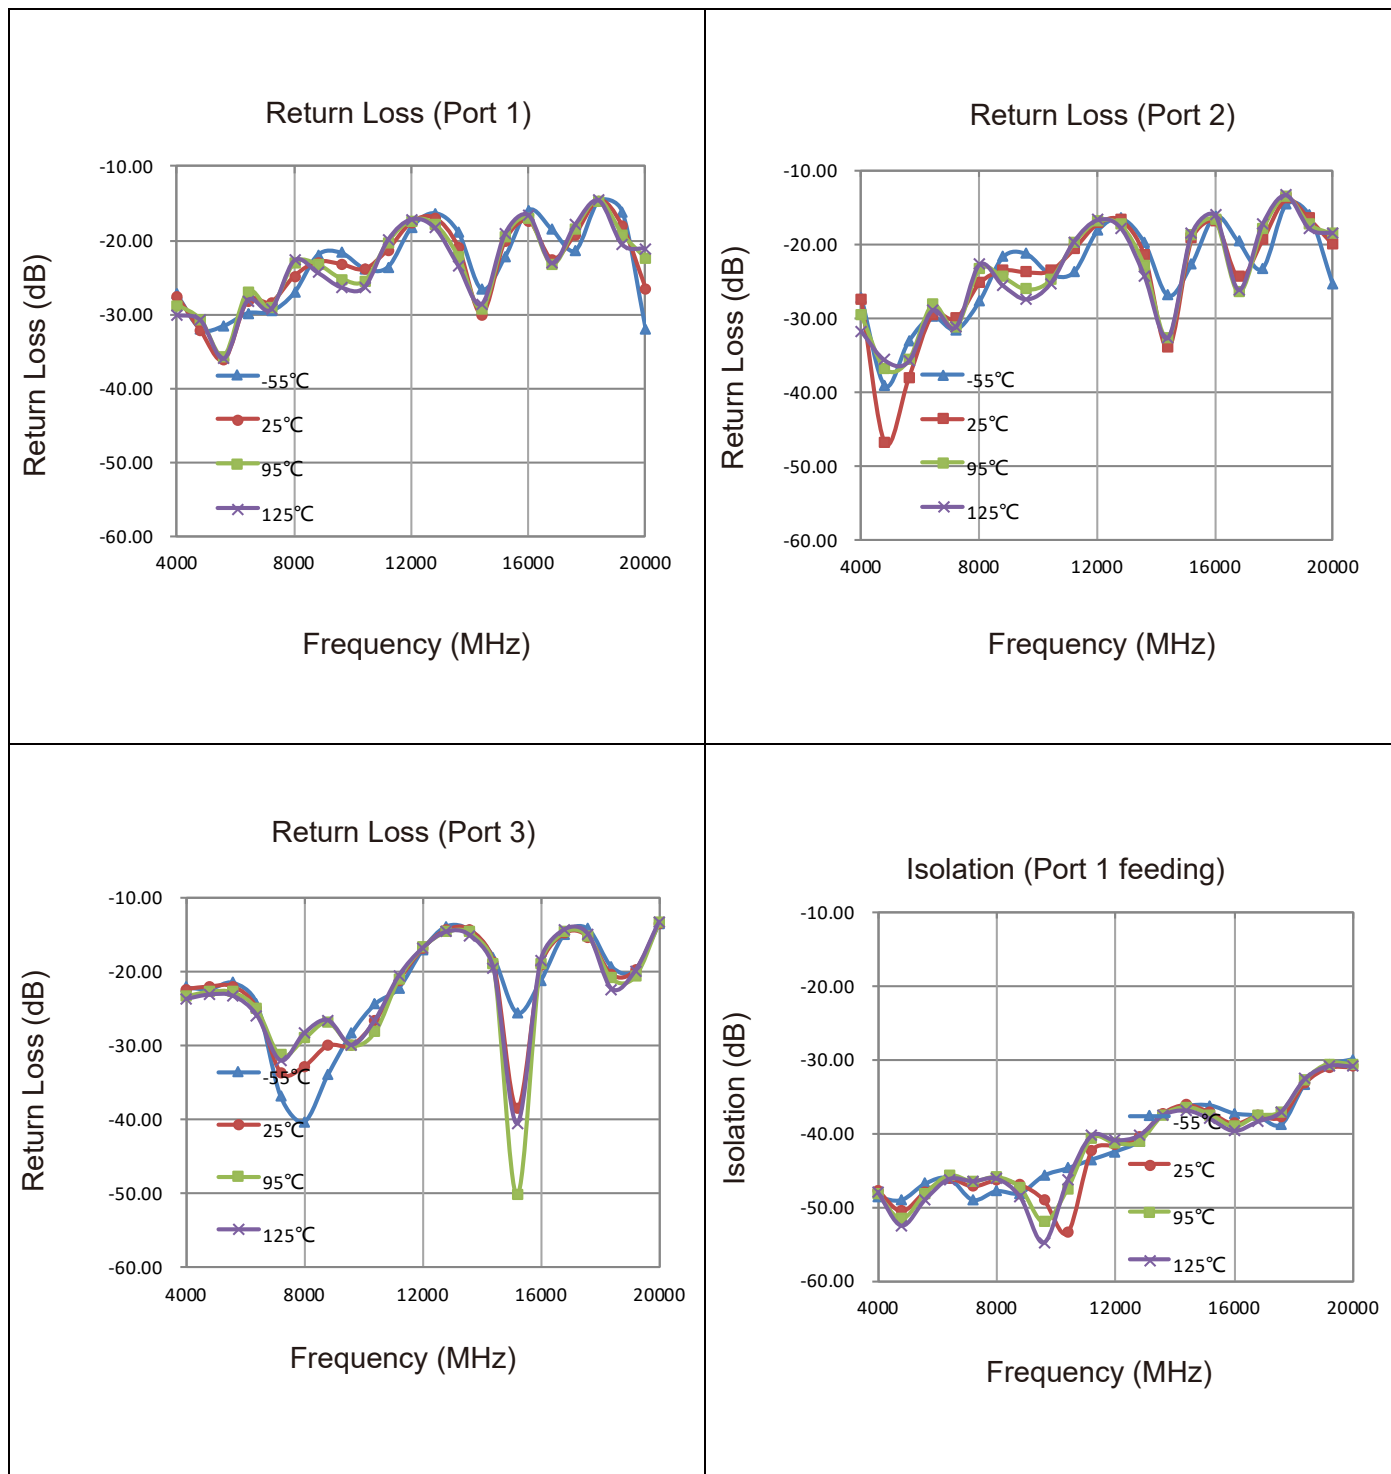 Return Loss (Port 1)
Return Loss (dB)
-10.00
-20.00
-30.00
-40.00
-50.00
-60.00
-55℃
25℃
95℃
125℃
4000 8000 12000 16000 20000
Frequency (MHz)
Return Loss (Port 2)
Return Loss (dB)
-10.00
-20.00
-30.00
-40.00
-50.00
-60.00
-55℃
25℃
95℃
125℃
4000 8000 12000 16000 20000
Frequency (MHz)
Return Loss (Port 3)
Return Loss (dB)
-10.00
-20.00
-30.00
-40.00
-50.00
-60.00
-55℃
25℃
95℃
125℃
4000 8000 12000 16000 20000
Frequency (MHz)
Isolation (Port 1 feeding)
Isolation (dB)
-10.00
-20.00
-30.00
-40.00
-50.00
-60.00
-55℃
25℃
95℃
125℃
4000 8000 12000 16000 20000
Frequency (MHz)